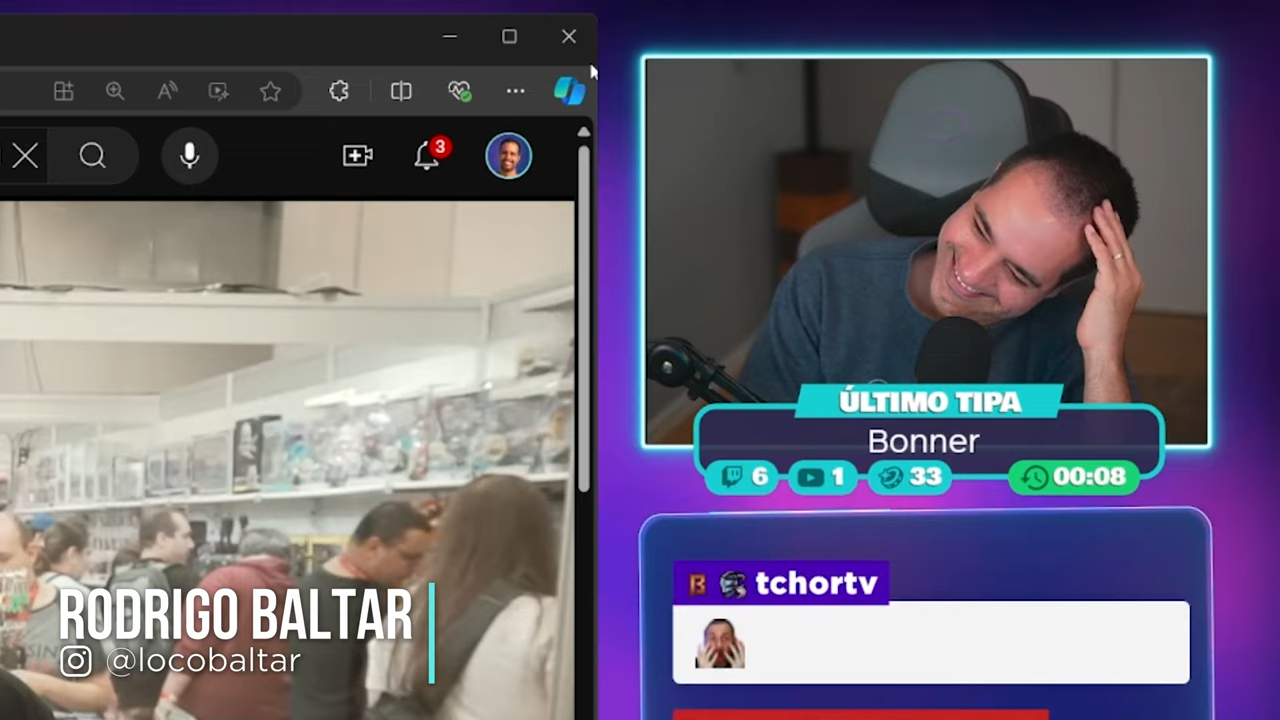 3
RODRIGO BALTAR
@locobaltar
ÚLTIMO TIPA
Bonner
6
1
33
00:08
tchortv